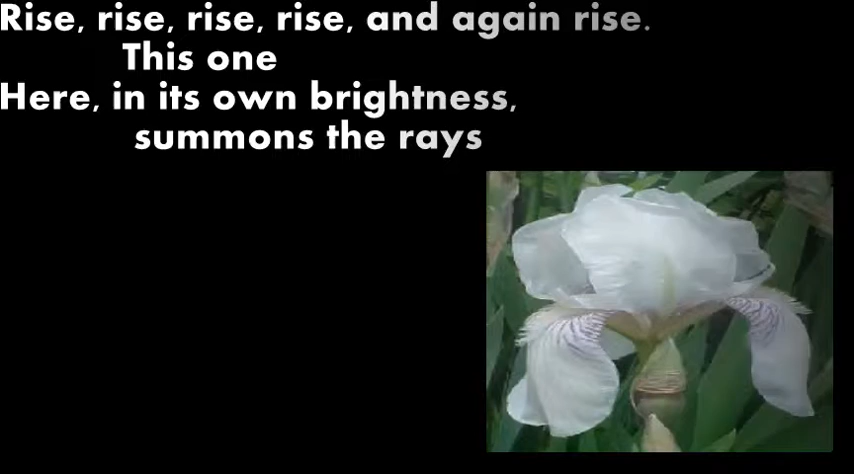 Rise, rise, rise, rise, and again rise.
This one
Here, in its own brightness,
summons the rays